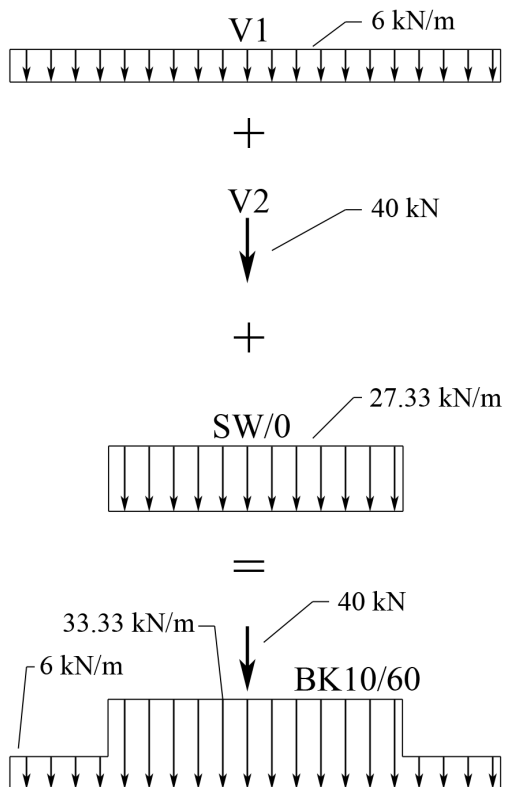 V1
6 kN/m
+
V2
40 kN
+
27.33 kN/m
SW/0
=
40 kN
33.33 kN/m
6 kN/m
BK10/60